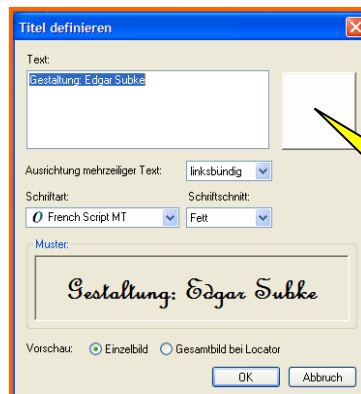 Titel definieren
Text:
Gestaltung: Edgar Subke
Ausrichtung mehrzeiliger Text: linksbündig
Schriftart: Schriftschnitt:
O French Script MT Fett
Muster:
Gestaltung: Edgar Subke
Vorschau: Einzelbild Gesamtbild bei Locator
OK Abbruch